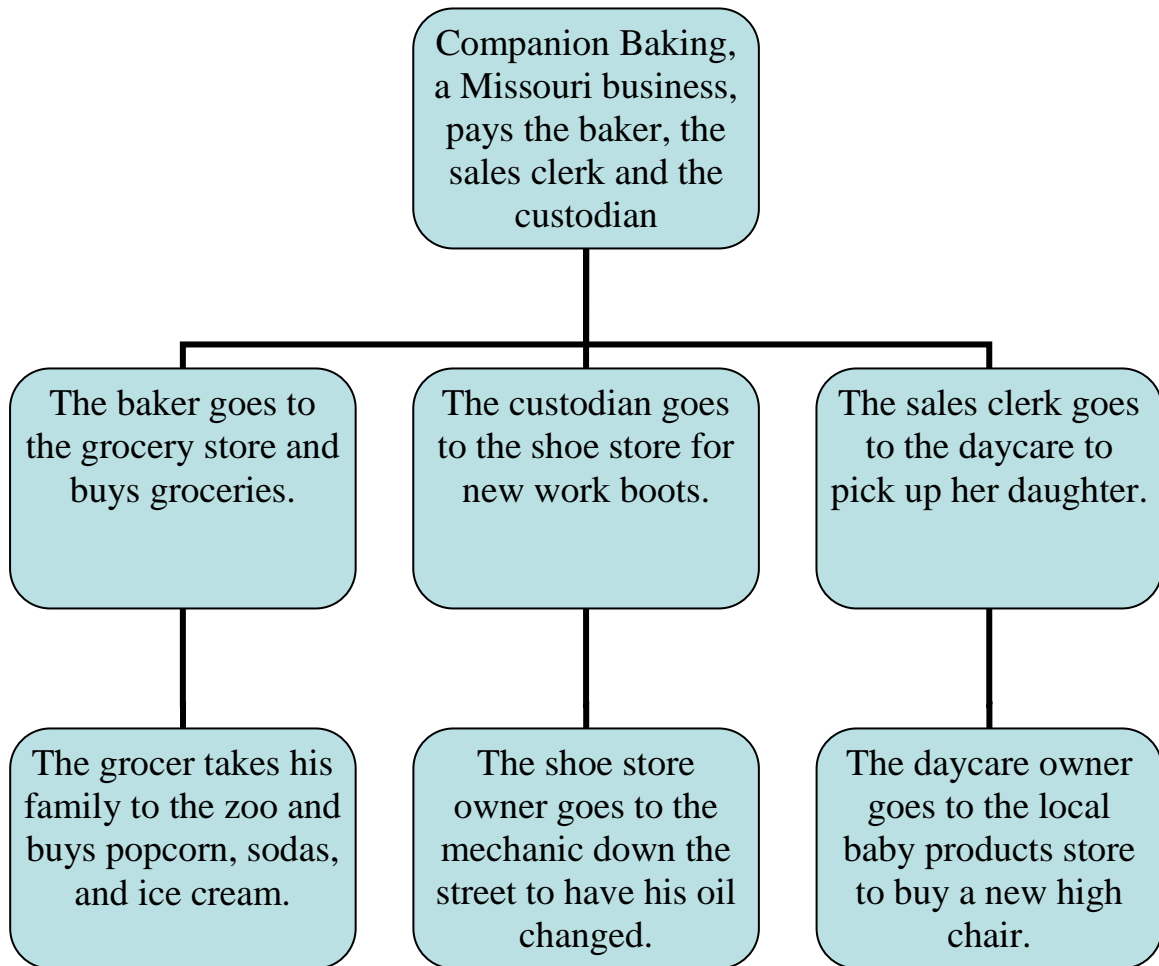 Companion Baking,
a Missouri business,
pays the baker, the
sales clerk and the
custodian
The baker goes to
the grocery store and
buys groceries.
The custodian goes
to the shoe store for
new work boots.
The sales clerk goes
to the daycare to
pick up her daughter.
The grocer takes his
family to the zoo and
buys popcorn, sodas,
and ice cream.
The shoe store
owner goes to the
mechanic down the
street to have his oil
changed.
The daycare owner
goes to the local
baby products store
to buy a new high
chair.